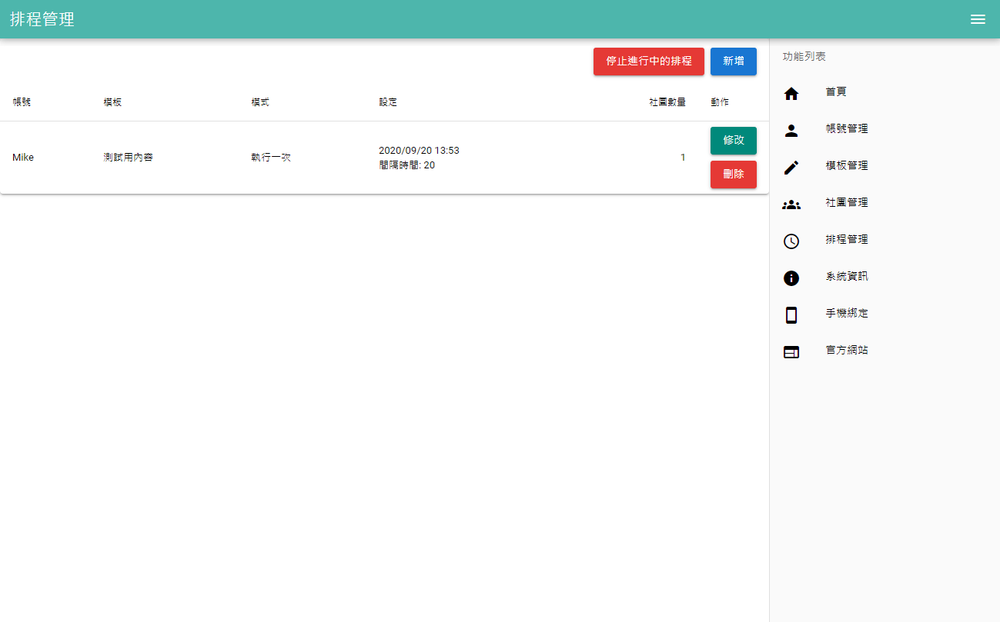 排程管理
停止進行中的排程
新增
帳號
模板
模式
設定
社團數量
動作
Mike
測試用內容
執行一次
2020/09/20 13:53
間隔時間: 20
1
修改
刪除
功能列表
首頁
帳號管理
模板管理
社團管理
排程管理
系統資訊
手機綁定
官方網站